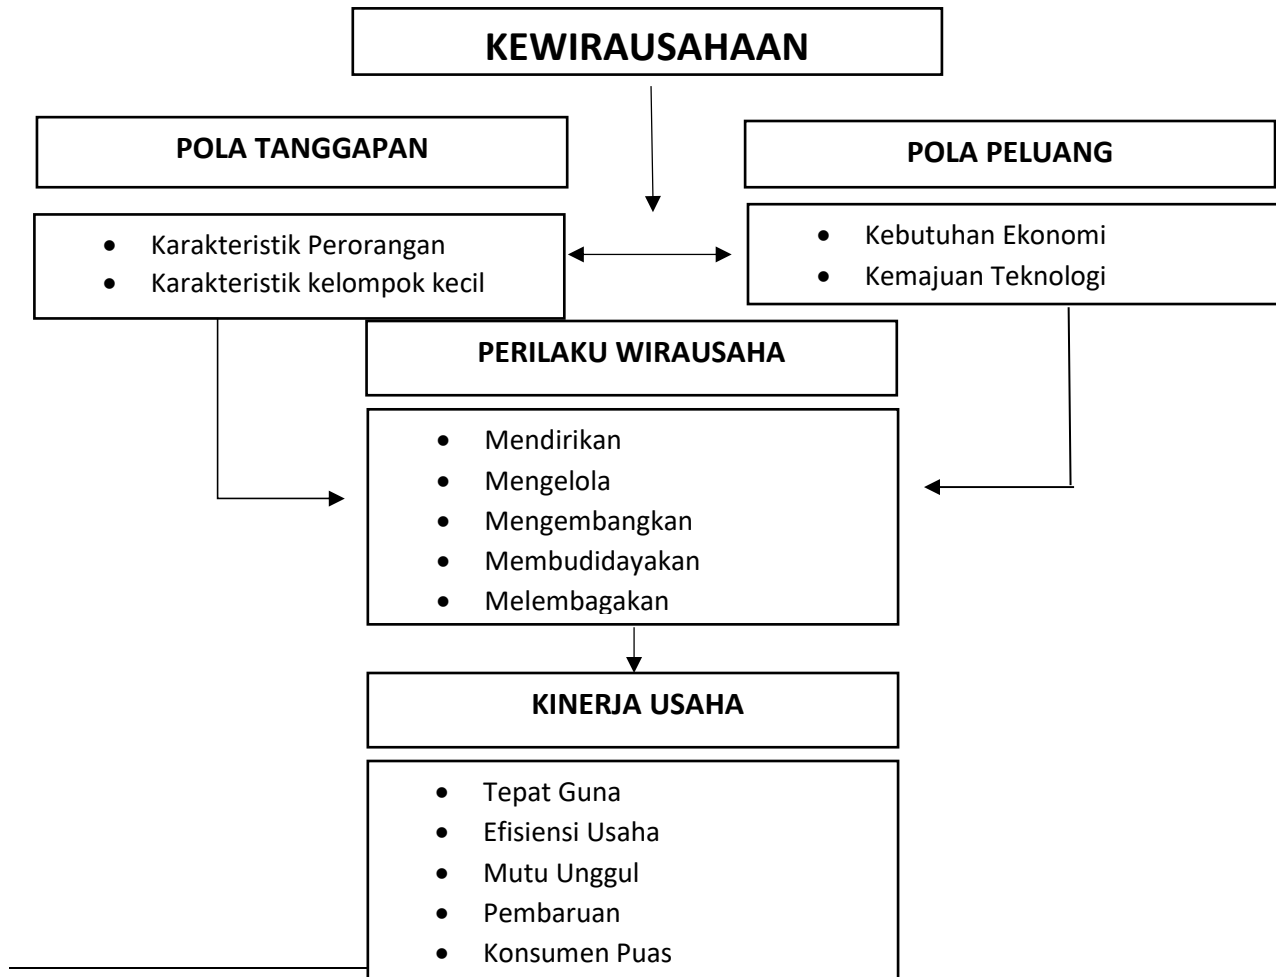 KEWIRAUSAHAAN
POLA TANGGAPAN
POLA PELUANG
• Karakteristik Perorangan
• Karakteristik kelompok kecil
• Kebutuhan Ekonomi
• Kemajuan Teknologi
PERILAKU WIRAUSAHA
• Mendirikan
• Mengelola
• Mengembangkan
• Membudidayakan
• Melembagakan
KINERJA USAHA
• Tepat Guna
• Efisiensi Usaha
• Mutu Unggul
• Pembaruan
• Konsumen Puas